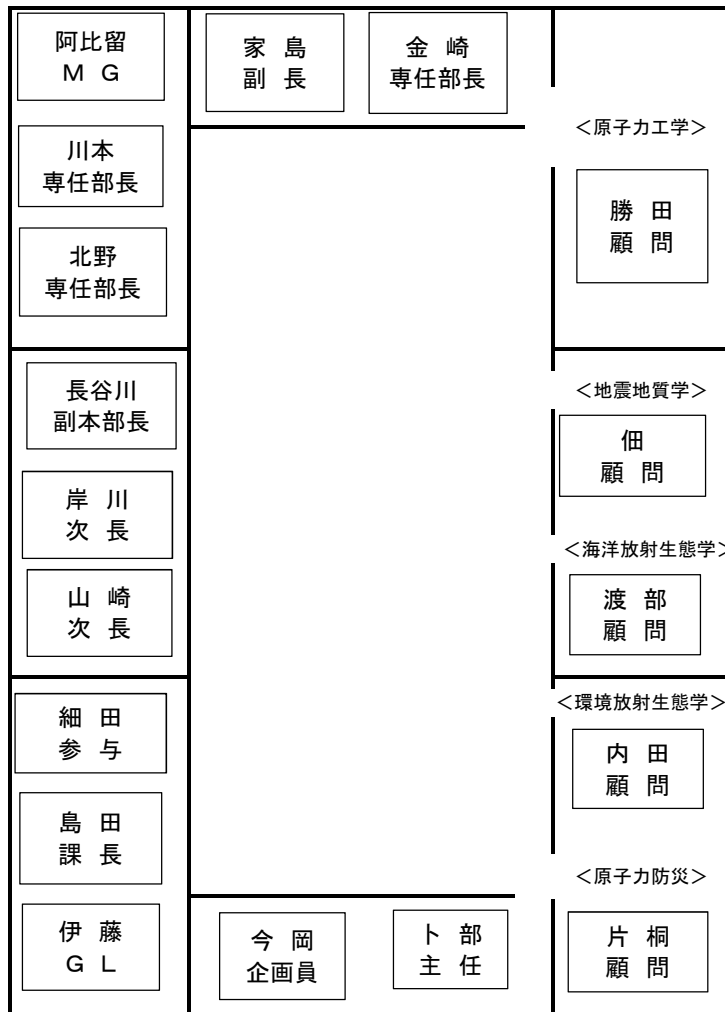 阿比留
Ｍ Ｇ
家 島
副 長
金 崎
専任部長
＜原子力工学＞
川本
専任部長
勝 田
顧 問
北野
専任部長
長谷川
副本部長
＜地震地質学＞
佃
顧 問
岸 川
次 長
＜海洋放射生態学＞
山 崎
次 長
渡 部
顧 問
細 田
参 与
＜環境放射生態学＞
内 田
顧 問
島 田
課 長
＜原子力防災＞
伊 藤
Ｇ Ｌ
今 岡
企画員
卜 部
主 任
片 桐
顧 問